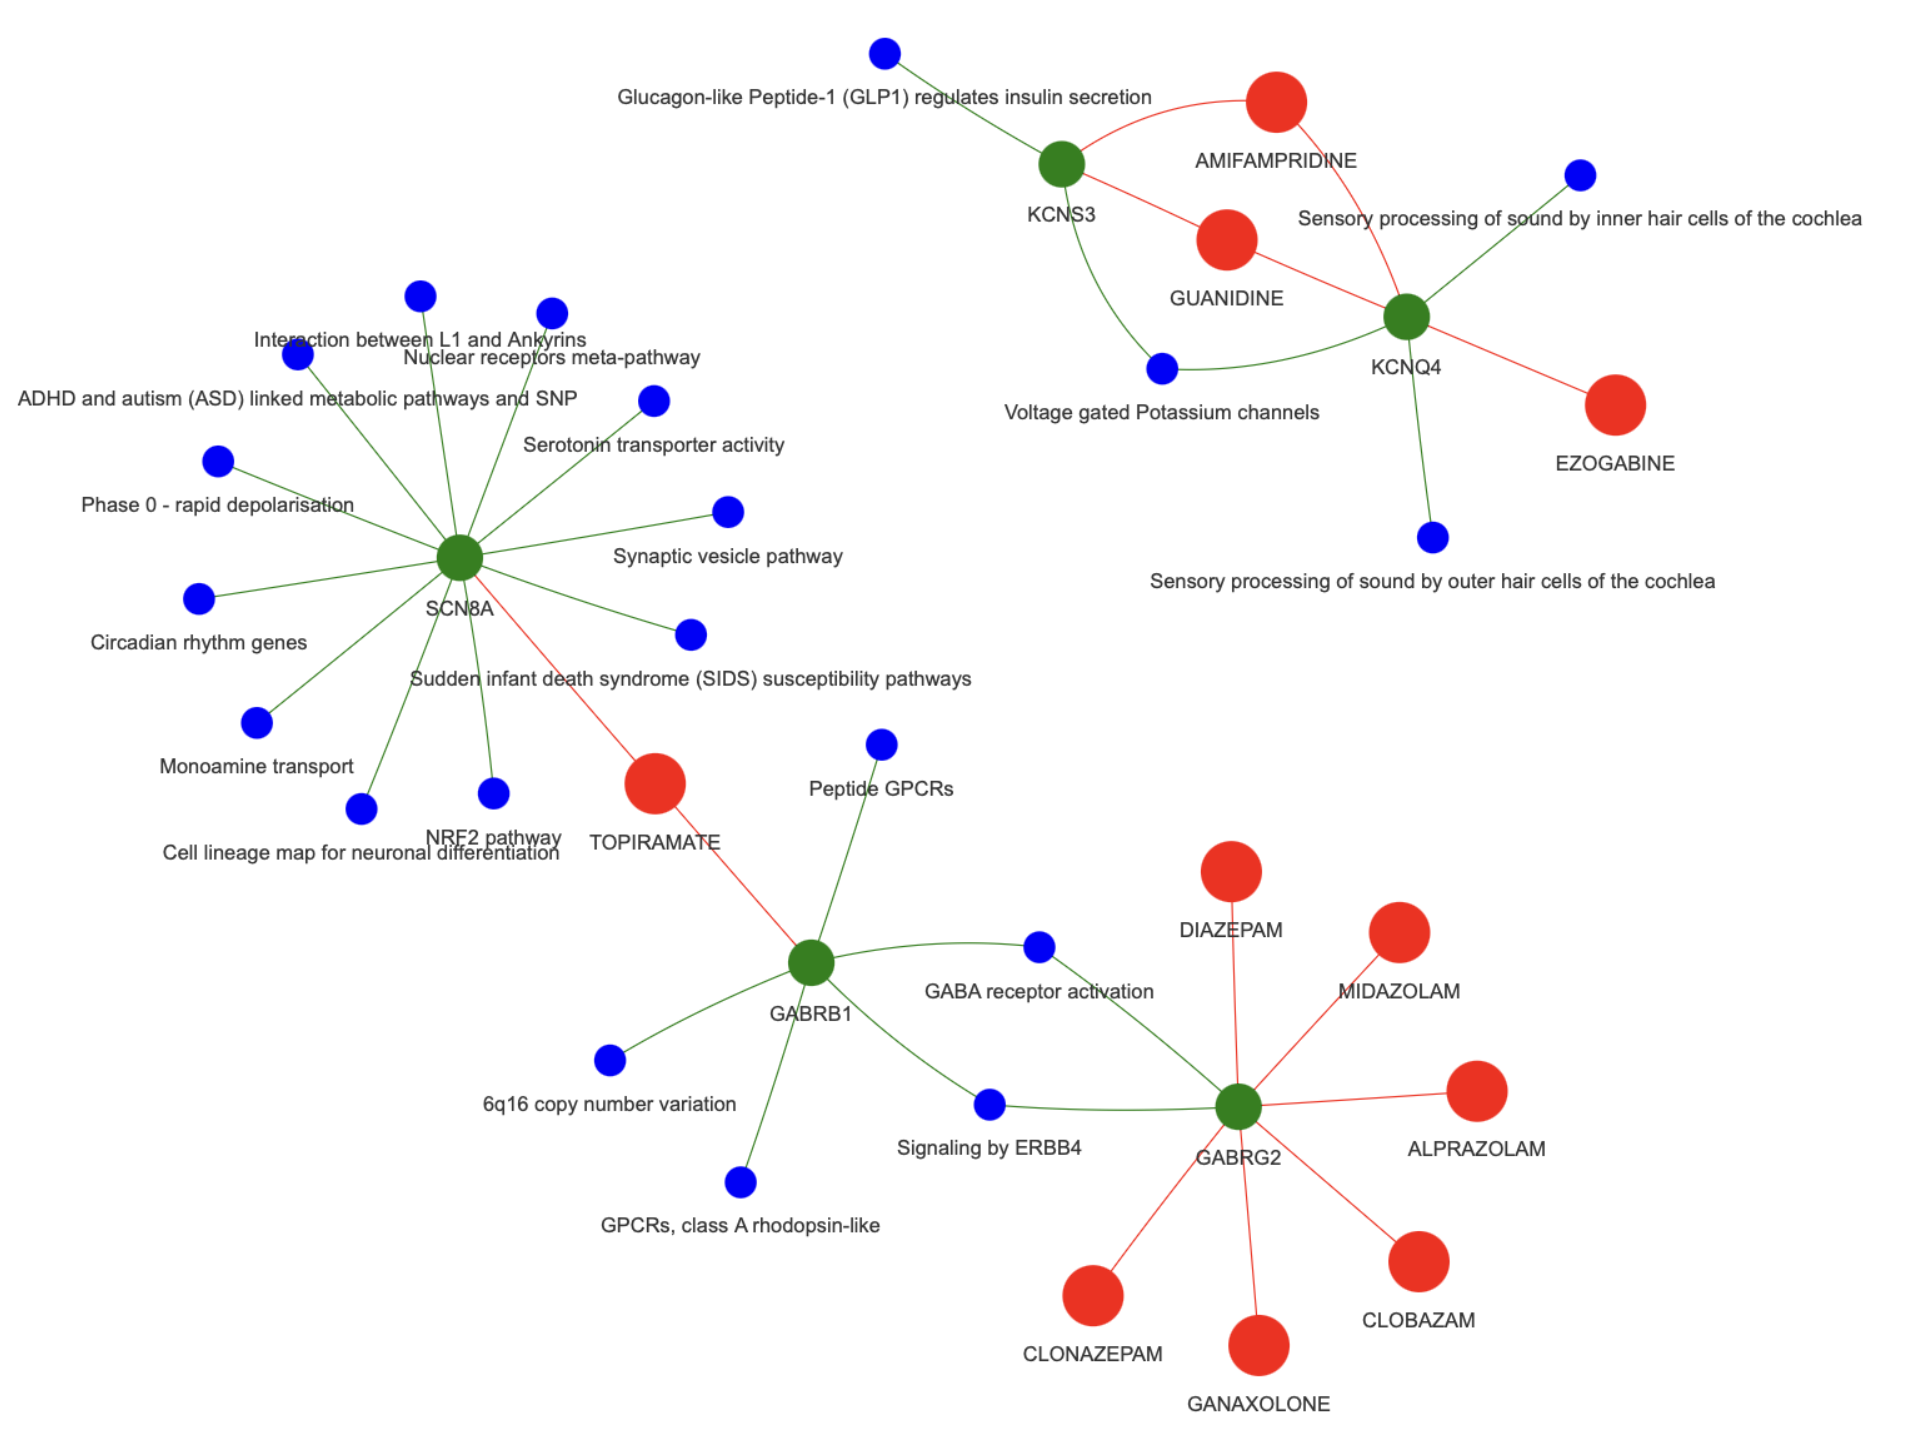 Glucagon-like Peptide-1 (GLP1) regulates insulin secretion
AMIFAMPRIDINE
KCNS3
Sensory processing of sound by inner hair cells of the cochlea
GUANIDINE
Interaction between L1 and Ankyrins
Nuclear receptors meta-pathway
KCNQ4
ADHD and autism (ASD) linked metabolic pathways and SNP
Voltage gated Potassium channels
Serotonin transporter activity
EZOGABINE
Phase 0 - rapid depolarisation
Synaptic vesicle pathway
Sensory processing of sound by outer hair cells of the cochlea
SCN8A
Circadian rhythm genes
Sudden infant death syndrome (SIDS) susceptibility pathways
Monoamine transport
Peptide GPCRs
NRF2 pathway
TOPIRAMATE
Cell lineage map for neuronal differentiation
DIAZEPAM
GABA receptor activation
MIDAZOLAM
GABRB1
6q16 copy number variation
Signaling by ERBB4
ALPRAZOLAM
GABRG2
GPCRs, class A rhodopsin-like
CLOBAZAM
CLONAZEPAM
GANAXOLONE